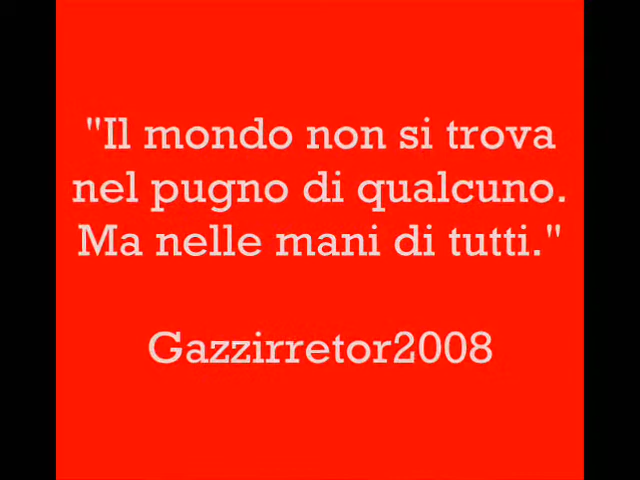 "Il mondo non si trova
nel pugno di qualcuno.
Ma nelle mani di tutti."
Gazzirretor2008